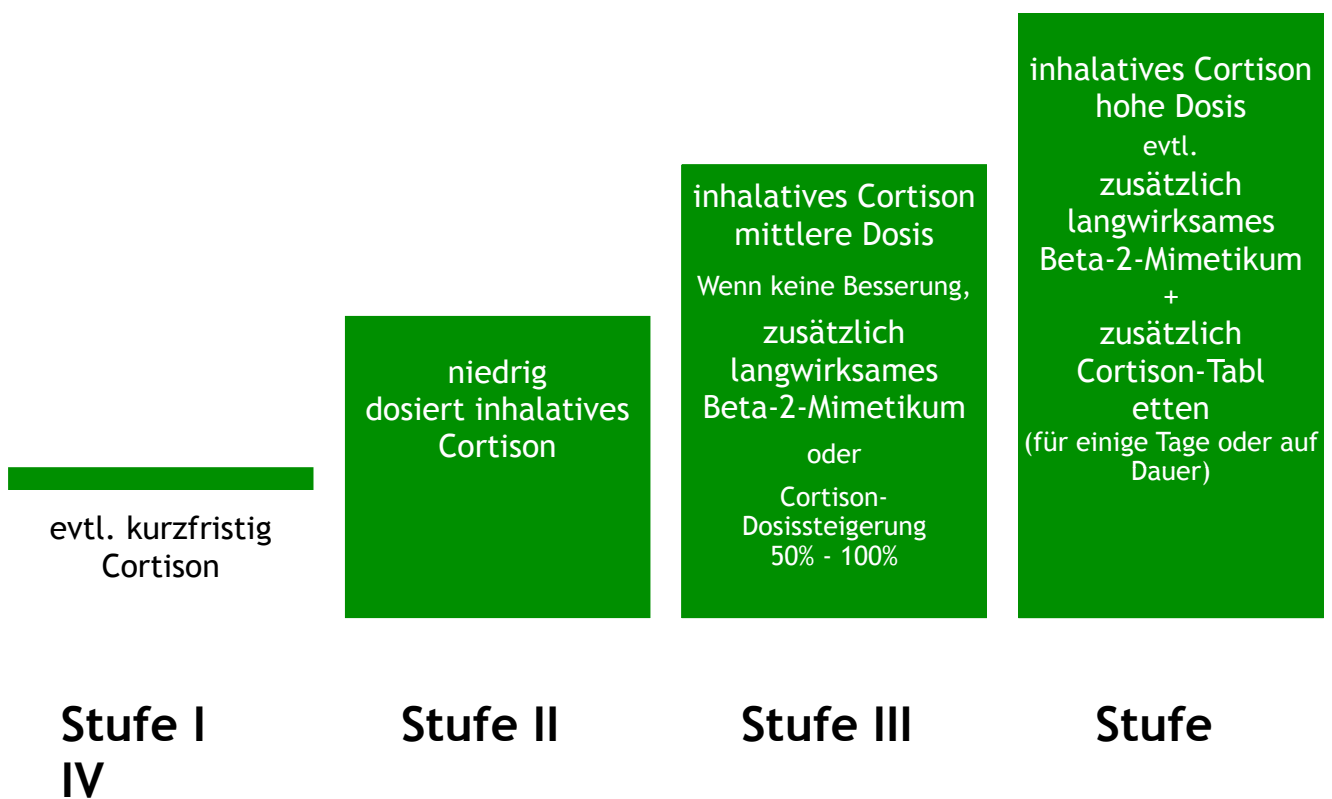 evtl. kurzfristig
Cortison
niedrig
dosiert inhalatives
Cortison
inhalatives Cortison
mittlere Dosis
Wenn keine Besserung,
zusätzlich
langwirksames
Beta-2-Mimetikum
oder
Cortison-
Dosissteigerung
50% - 100%
inhalatives Cortison
hohe Dosis
evtl.
zusätzlich
langwirksames
Beta-2-Mimetikum
+
zusätzlich
Cortison-Tabl
etten
(für einige Tage oder auf
Dauer)
Stufe I Stufe II Stufe III Stufe
IV